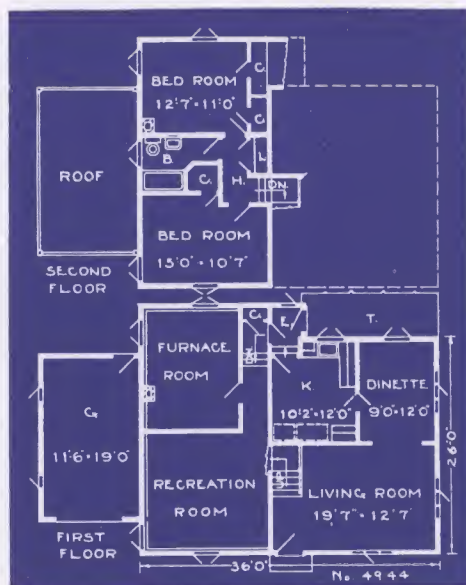 BED ROOM
12'-7" × 11'0"
C.
C.
B.
L.
C.
H.
DN.
ROOF
BED ROOM
15'0" × 10'7"
SECOND
FLOOR
C.
E.
T.
FURNACE
ROOM
K.
10'2" × 12'0"
DINETTE
9'0" × 12'0"
G
11'6" × 19'0"
RECREATION
ROOM
LIVING ROOM
19'7" × 12'7"
26'0"
FIRST
FLOOR
36'0"
No. 4944